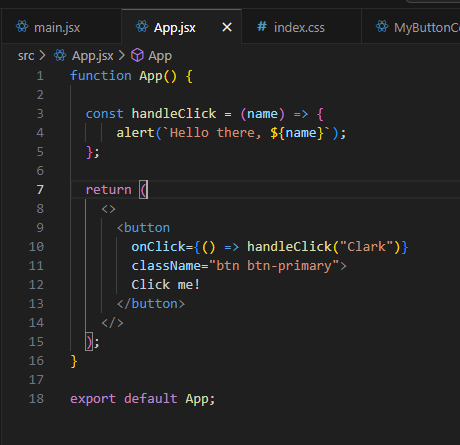 main.jsx App.jsx × # index.css
src > App.jsx > App
1 function App() {
2
3   const handleClick = (name) => {
4       alert(`Hello there, ${name}`);
5   };
6
7   return (
8     <>
9       <button
10         onClick={() => handleClick("Clark")}
11         className="btn btn-primary">
12         Click me!
13       </button>
14     </>
15   );
16 }
17
18 export default App;